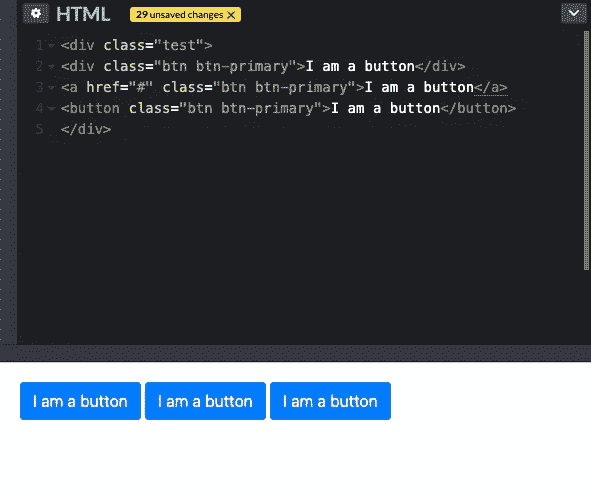 HTML 29 unsaved changes X
1 <div class="test">
2 <div class="btn btn-primary">I am a button</div>
3 <a href="#" class="btn btn-primary">I am a button</a>
4 <button class="btn btn-primary">I am a button</button>
5 </div>
I am a button I am a button I am a button